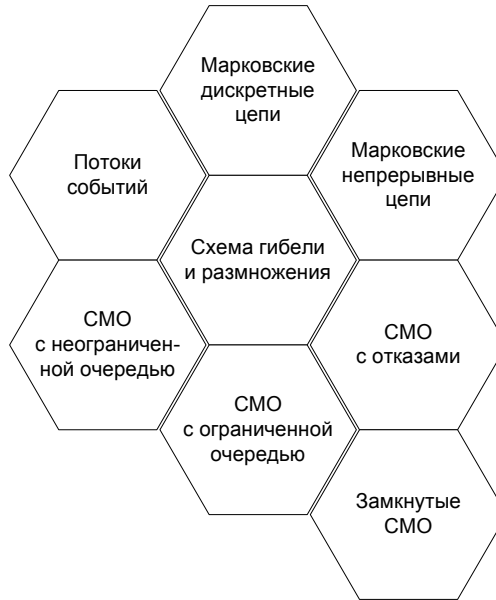 Марковские
дискретные
цепи
Потоки
событий
Марковские
непрерывные
цепи
Схема гибели
и размножения
СМО
с неограничен-
ной очередью
СМО
с отказами
СМО
с ограниченной
очередью
Замкнутые
СМО